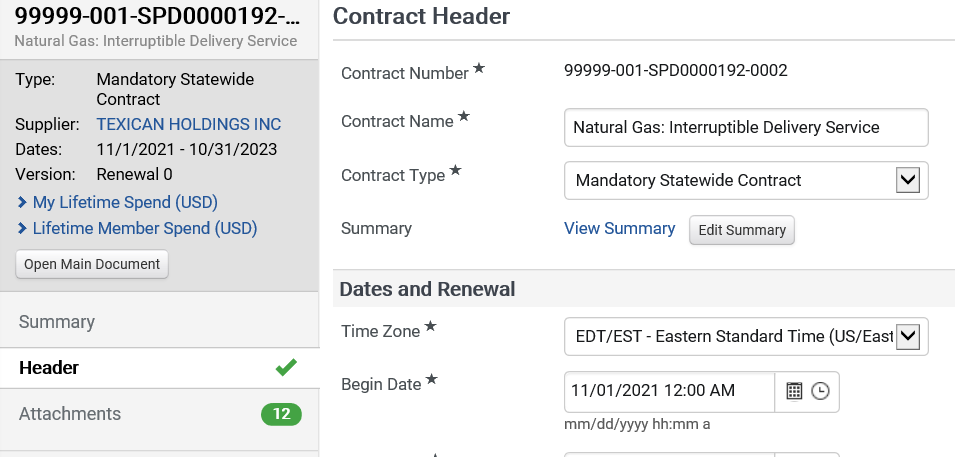 99999-001-SPD0000192-...
Natural Gas: Interruptible Delivery Service
Type: Mandatory Statewide
Contract
Supplier: TEXICAN HOLDINGS INC
Dates: 11/1/2021 - 10/31/2023
Version: Renewal 0
My Lifetime Spend (USD)
Lifetime Member Spend (USD)
Open Main Document
Summary
Header
Attachments 12
Contract Header
Contract Number ★ 99999-001-SPD0000192-0002
Contract Name ★ Natural Gas: Interruptible Delivery Service
Contract Type ★ Mandatory Statewide Contract
Summary View Summary Edit Summary
Dates and Renewal
Time Zone ★ EDT/EST - Eastern Standard Time (US/East
Begin Date ★ 11/01/2021 12:00 AM
mm/dd/yyyy hh:mm a